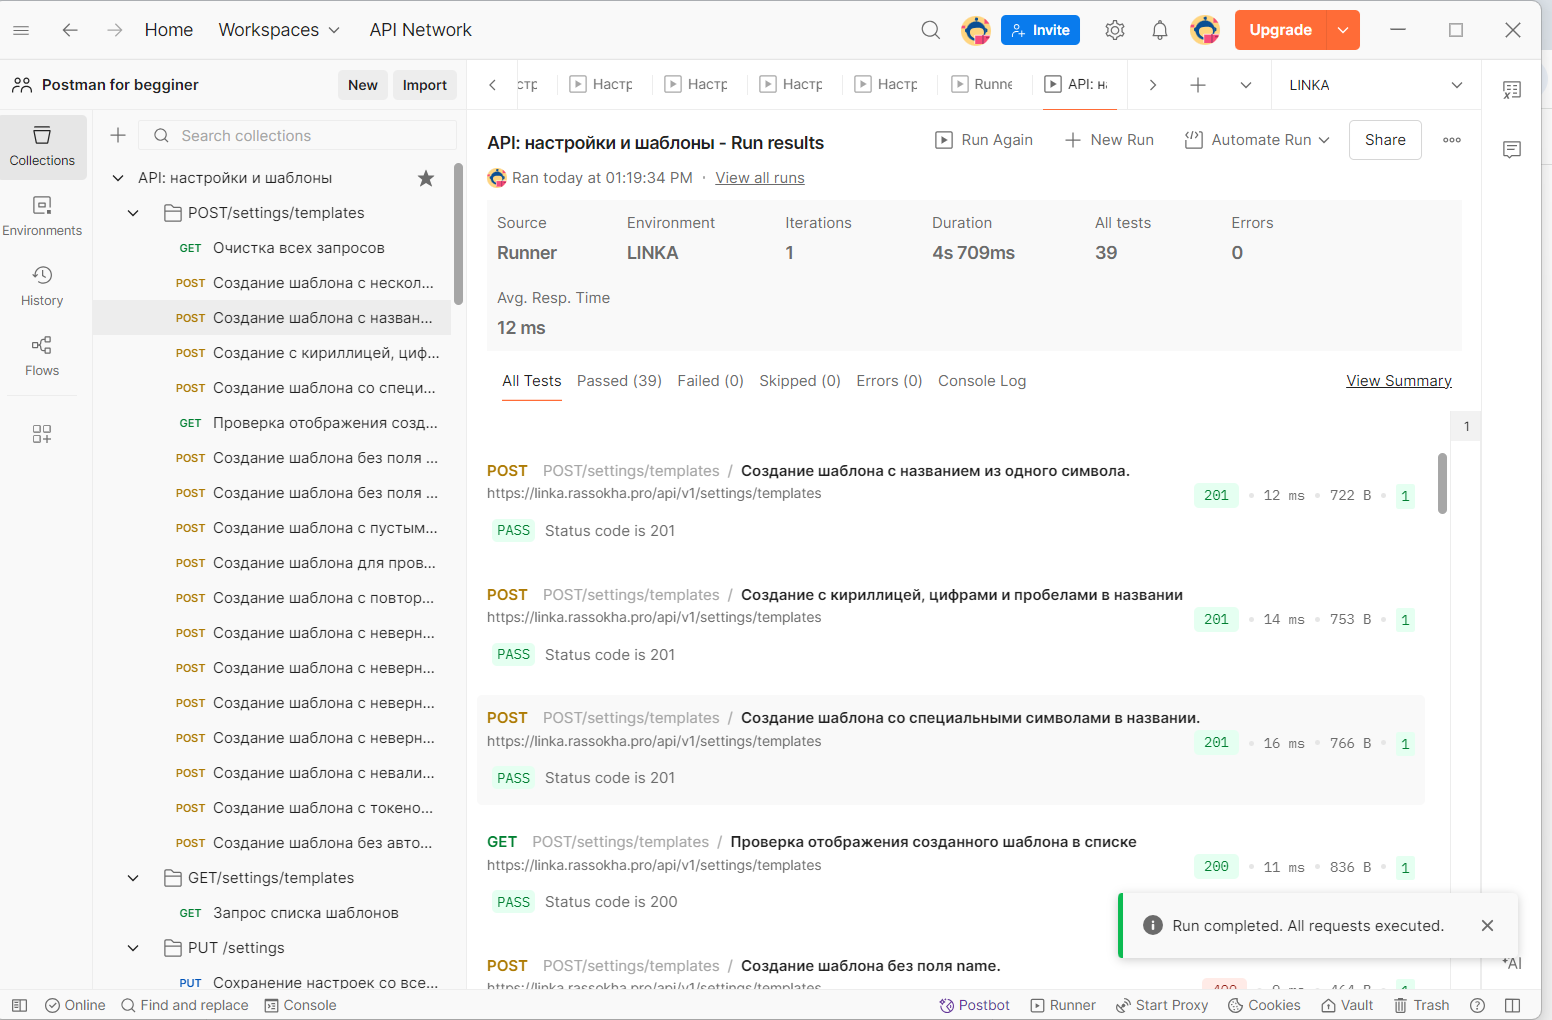 Home Workspaces API Network Invite Upgrade
Postman for begginer New Import стр Настр Настр Настр Настр Runne API: н LINKA
Collections
Environments
History
Flows
Search collections
API: настройки и шаблоны
POST/settings/templates
GET Очистка всех запросов
POST Создание шаблона с нескол...
POST Создание шаблона с назван...
POST Создание с кириллицей, циф...
POST Создание шаблона со специ...
GET Проверка отображения созд...
POST Создание шаблона без поля ...
POST Создание шаблона без поля ...
POST Создание шаблона с пустым...
POST Создание шаблона для пров...
POST Создание шаблона с повтор...
POST Создание шаблона с неверн...
POST Создание шаблона с неверн...
POST Создание шаблона с неверн...
POST Создание шаблона с неверн...
POST Создание шаблона с невали...
POST Создание шаблона с токено...
POST Создание шаблона без авто...
GET/settings/templates
GET Запрос списка шаблонов
PUT /settings
PUT Сохранение настроек со все...
API: настройки и шаблоны - Run results Run Again New Run Automate Run Share
Ran today at 01:19:34 PM · View all runs
Source Environment Iterations Duration All tests Errors
Runner LINKA 1 4s 709ms 39 0
Avg. Resp. Time
12 ms
All Tests Passed (39) Failed (0) Skipped (0) Errors (0) Console Log View Summary
1
POST POST/settings/templates / Создание шаблона с названием из одного символа.
https://linka.rassokha.pro/api/v1/settings/templates 201 • 12 ms • 722 B • 1
PASS Status code is 201
POST POST/settings/templates / Создание с кириллицей, цифрами и пробелами в названии
https://linka.rassokha.pro/api/v1/settings/templates 201 • 14 ms • 753 B • 1
PASS Status code is 201
POST POST/settings/templates / Создание шаблона со специальными символами в названии.
https://linka.rassokha.pro/api/v1/settings/templates 201 • 16 ms • 766 B • 1
PASS Status code is 201
GET POST/settings/templates / Проверка отображения созданного шаблона в списке
https://linka.rassokha.pro/api/v1/settings/templates 200 • 11 ms • 836 B • 1
PASS Status code is 200
Run completed. All requests executed.
POST POST/settings/templates / Создание шаблона без поля name.
https://linka.rassokha.pro/api/v1/settings/templates
AI
Online Find and replace Console Postbot Runner Start Proxy Cookies Vault Trash